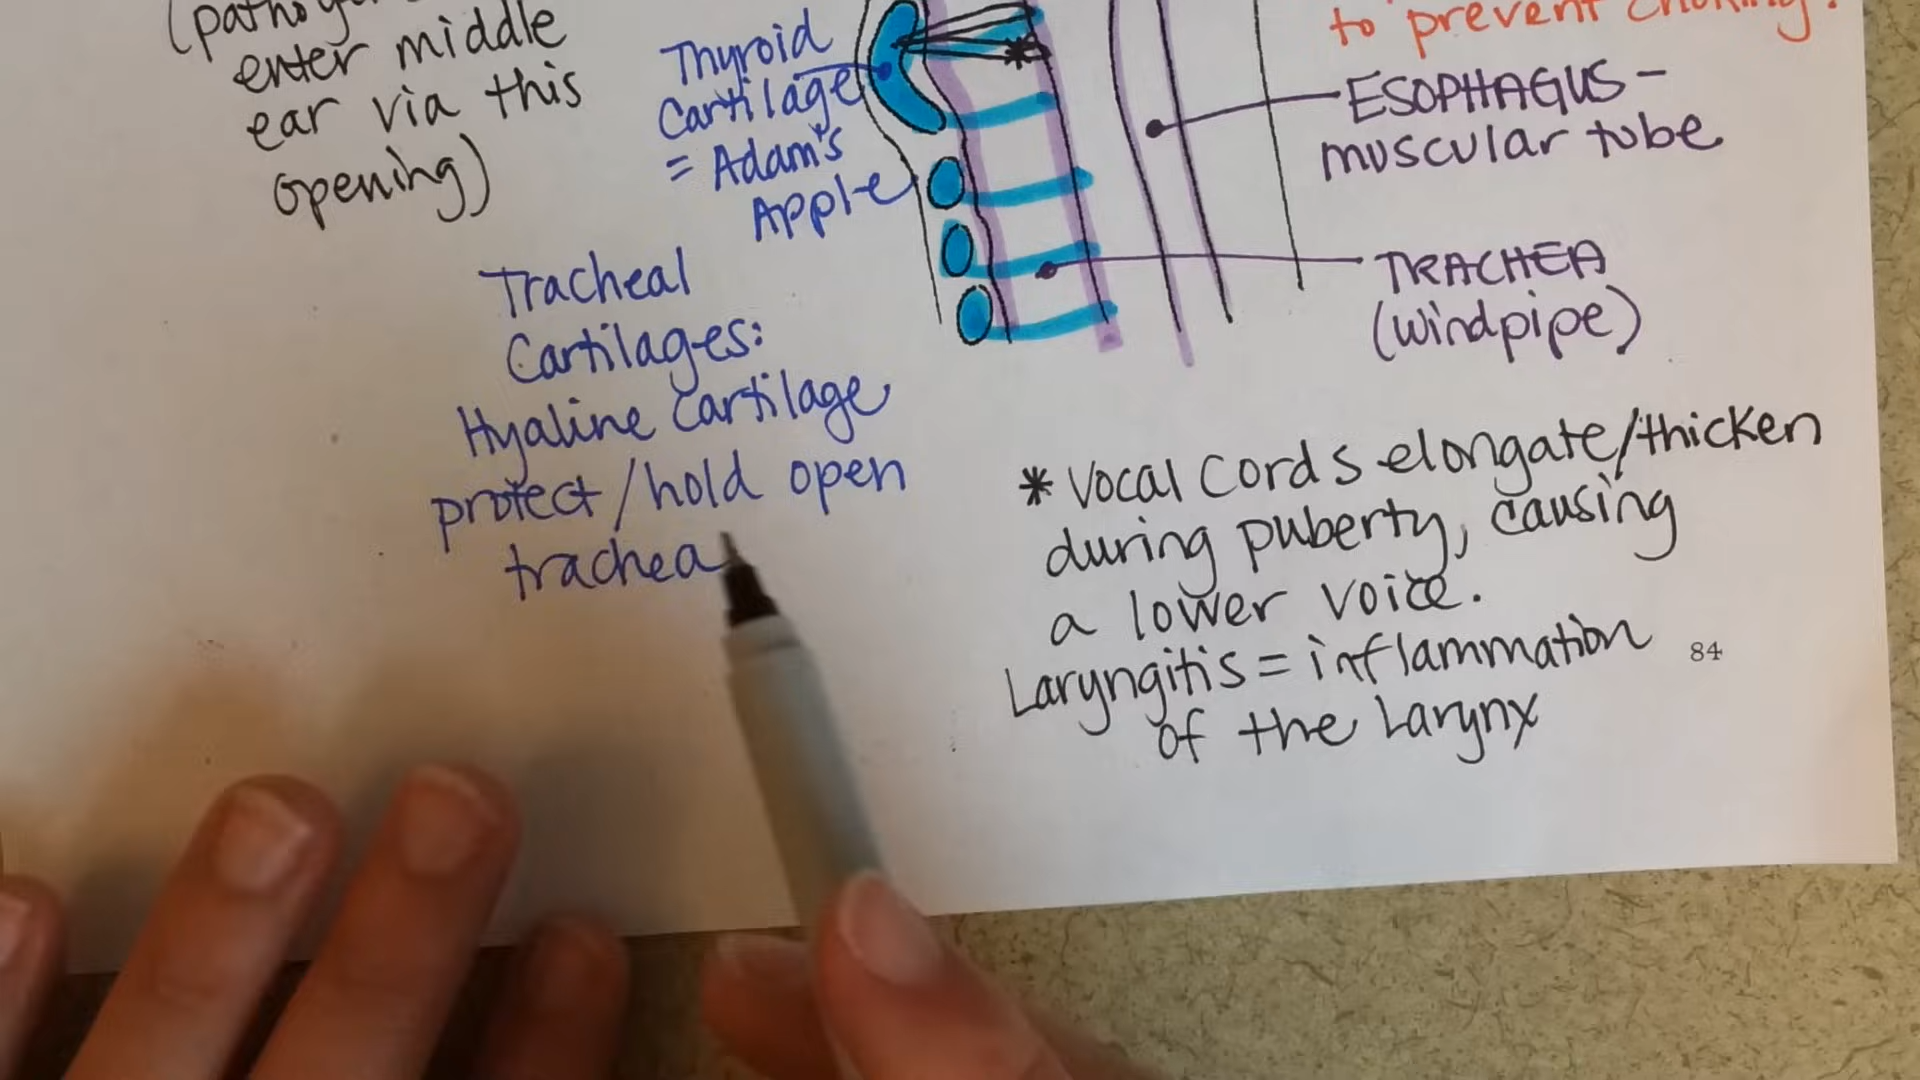 enter middle
ear via this
opening)
Thyroid
Cartilage
= Adam's
Apple
to prevent
ESOPHAGUS -
muscular tube
TRACHEA
(windpipe)
Tracheal
Cartilages:
Hyaline Cartilage
protect/hold open
trachea
* Vocal Cords elongate/thicken
during puberty, causing
a lower voice.
Laryngitis = inflammation
of the Larynx
84